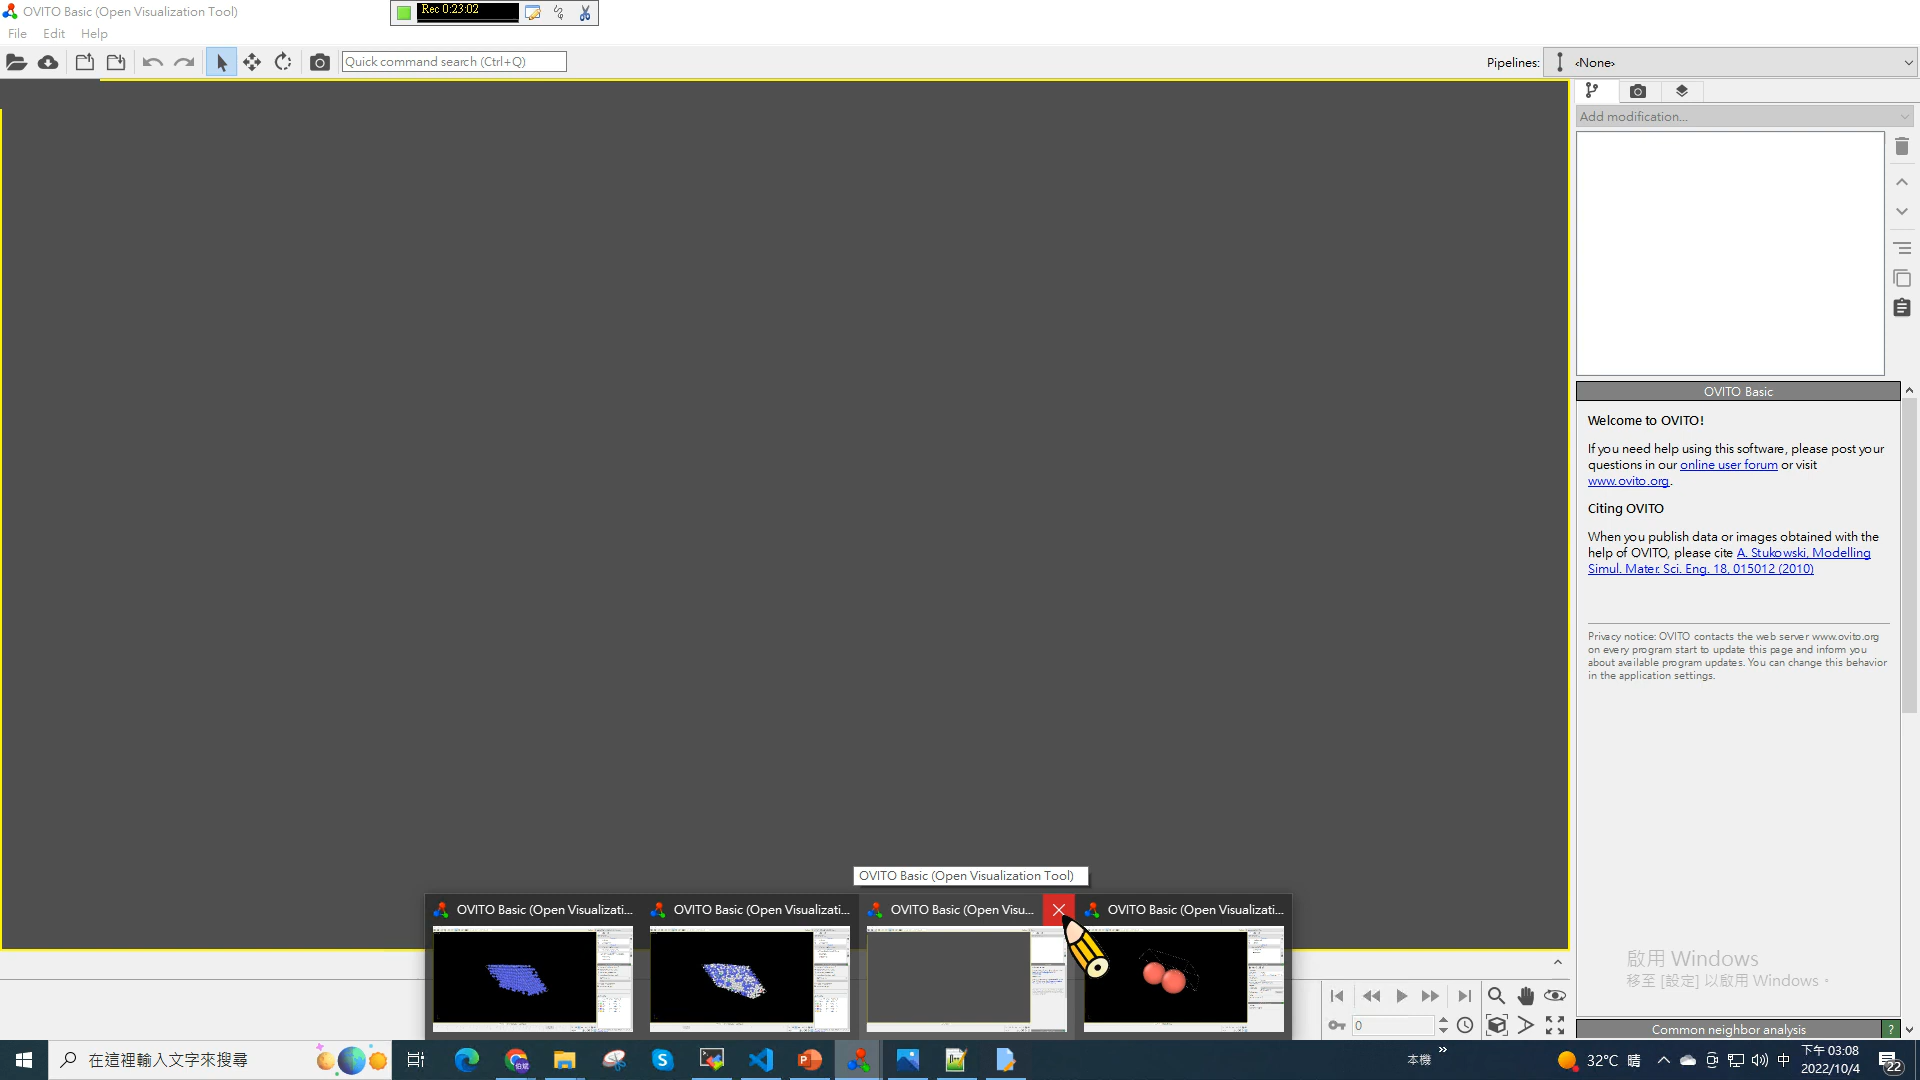 OVITO Basic (Open Visualization Tool)
Rec 0:23:02
File Edit Help
Quick command search (Ctrl+Q)
Pipelines:
‹None›
Add modification...
OVITO Basic
Welcome to OVITO!
If you need help using this software, please post your
questions in our online user forum or visit
www.ovito.org.
Citing OVITO
When you publish data or images obtained with the
help of OVITO, please cite A. Stukowski, Modelling
Simul. Mater. Sci. Eng. 18, 015012 (2010)
Privacy notice: OVITO contacts the web server www.ovito.org
on every program start to update this page and inform you
about available program updates. You can change this behavior
in the application settings.
OVITO Basic (Open Visualization Tool)
OVITO Basic (Open Visualizati...
OVITO Basic (Open Visualizati...
OVITO Basic (Open Visu...
OVITO Basic (Open Visualizati...
啟用 Windows
移至 [設定] 以啟用 Windows。
0
Common neighbor analysis
?
在這裡輸入文字來搜尋
本機
32°C 晴
中
下午 03:08
2022/10/4
22